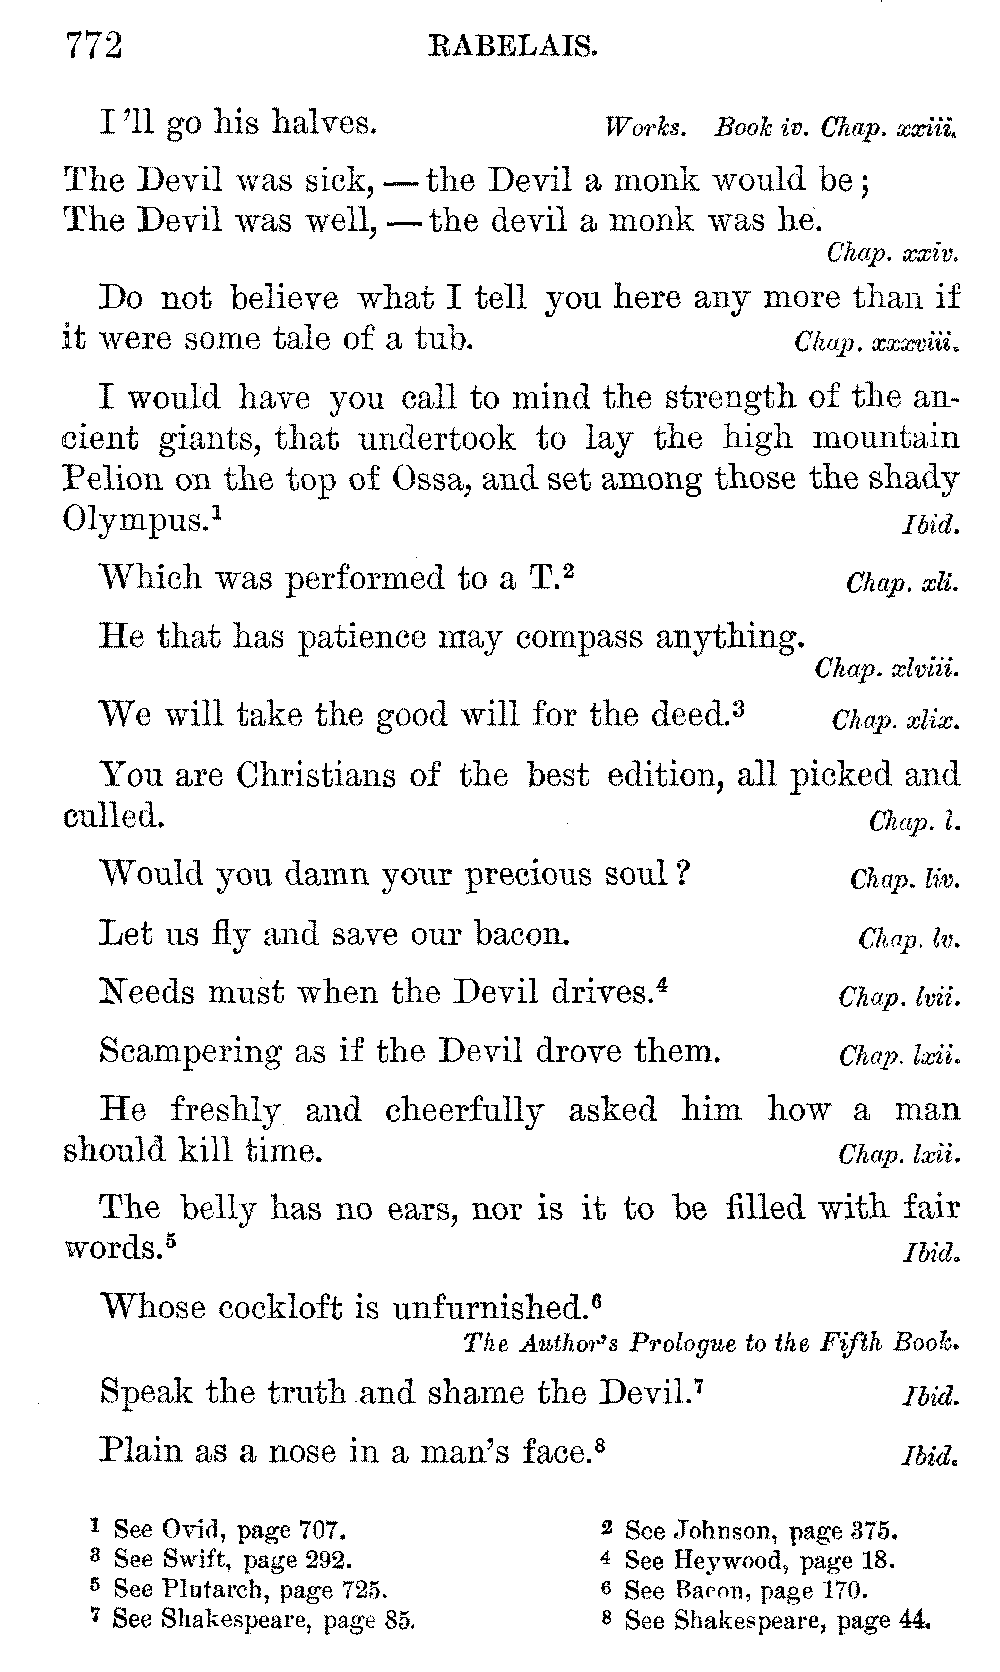 772 RABELAIS.
I'll go his halves. Works. Book iv. Chap. xxiii.
The Devil was sick, — the Devil a monk would be;
The Devil was well, — the devil a monk was he.
Chap. xxiv.
Do not believe what I tell you here any more than if
it were some tale of a tub. Chap. xxxviii.
I would have you call to mind the strength of the an-
cient giants, that undertook to lay the high mountain
Pelion on the top of Ossa, and set among those the shady
Olympus.¹ Ibid.
Which was performed to a T.² Chap. xli.
He that has patience may compass anything.
Chap. xlviii.
We will take the good will for the deed.³ Chap. xlix.
You are Christians of the best edition, all picked and
culled. Chap. l.
Would you damn your precious soul? Chap. liv.
Let us fly and save our bacon. Chap. lv.
Needs must when the Devil drives.⁴ Chap. lvii.
Scampering as if the Devil drove them. Chap. lxii.
He freshly and cheerfully asked him how a man
should kill time. Chap. lxii.
The belly has no ears, nor is it to be filled with fair
words.⁵ Ibid.
Whose cockloft is unfurnished.⁶
The Author's Prologue to the Fifth Book.
Speak the truth and shame the Devil.⁷ Ibid.
Plain as a nose in a man's face.⁸ Ibid.
¹ See Ovid, page 707. ² See Johnson, page 375.
³ See Swift, page 292. ⁴ See Heywood, page 18.
⁵ See Plutarch, page 725. ⁶ See Bacon, page 170.
⁷ See Shakespeare, page 85. ⁸ See Shakespeare, page 44.